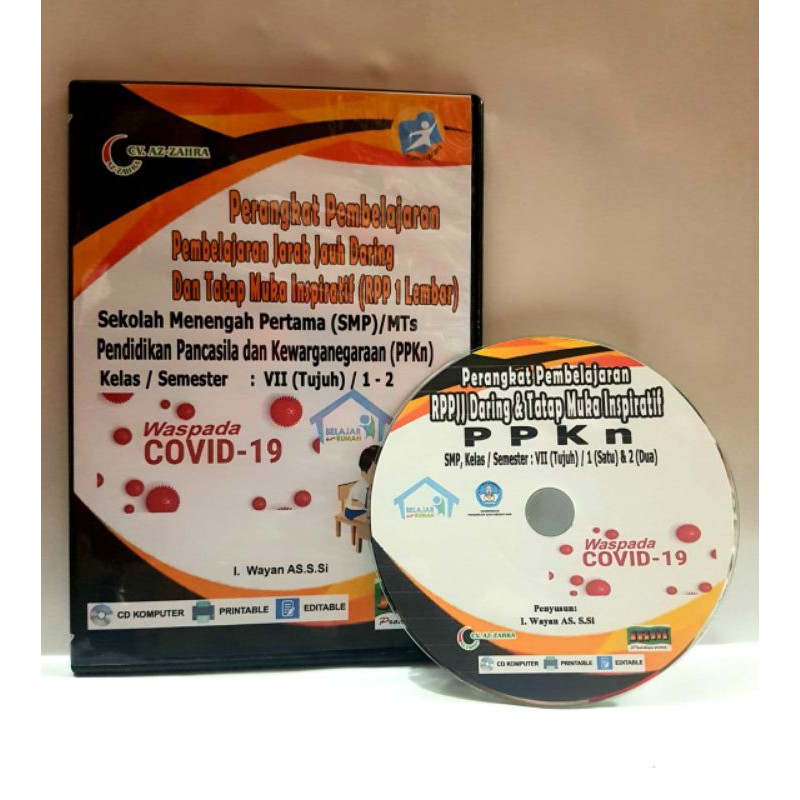 CV. AZ-ZAHRA
AZ-ZAHRA
Perangkat Pembelajaran
Pembelajaran Jarak Jauh Daring
Dan Tatap Muka Inspiratif (RPP 1 Lembar)
Sekolah Menengah Pertama (SMP)/MTs
Pendidikan Pancasila dan Kewarganegaraan (PPKn)
Kelas / Semester : VII (Tujuh) / 1 - 2
Waspada
COVID-19
BELAJAR
RUMAH
I. Wayan AS.S.Si
CD KOMPUTER
PRINTABLE
EDITABLE
Perangkat Pembelajaran
RPPJJ Daring & Tatap Muka Inspiratif
PPKn
SMP, Kelas / Semester : VII (Tujuh) / 1 (Satu) & 2 (Dua)
BELAJAR
RUMAH
Waspada
COVID-19
Penyusun:
I. Wayan AS. S.Si
CV. AZ-ZAHRA
CD KOMPUTER
PRINTABLE
EDITABLE